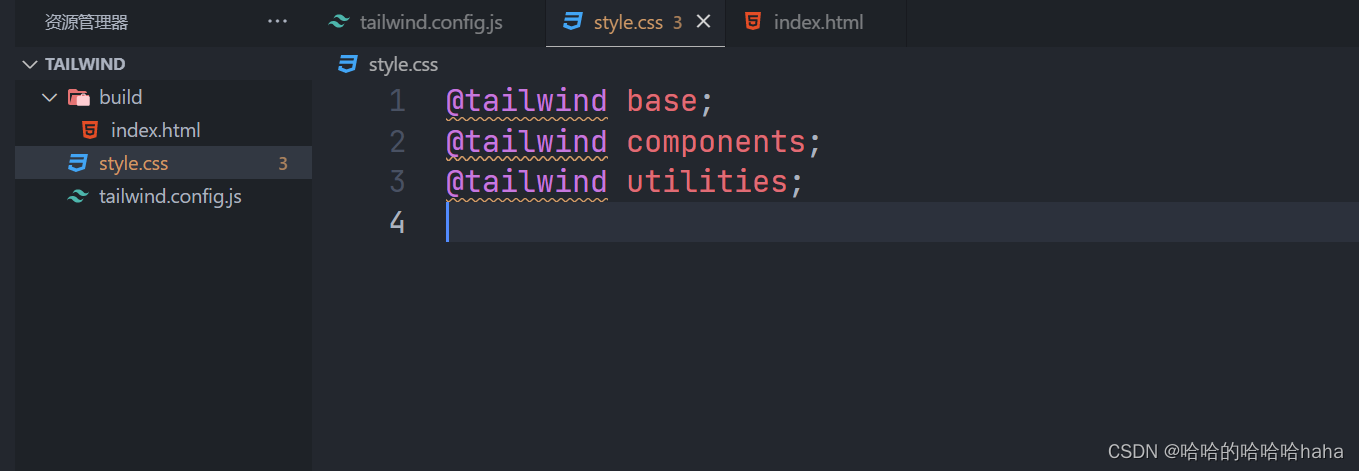 资源管理器 ···
TAILWIND
build
index.html
style.css 3
tailwind.config.js
tailwind.config.js style.css 3 index.html
style.css
1 @tailwind base;
2 @tailwind components;
3 @tailwind utilities;
4
CSDN @哈哈的哈哈哈haha